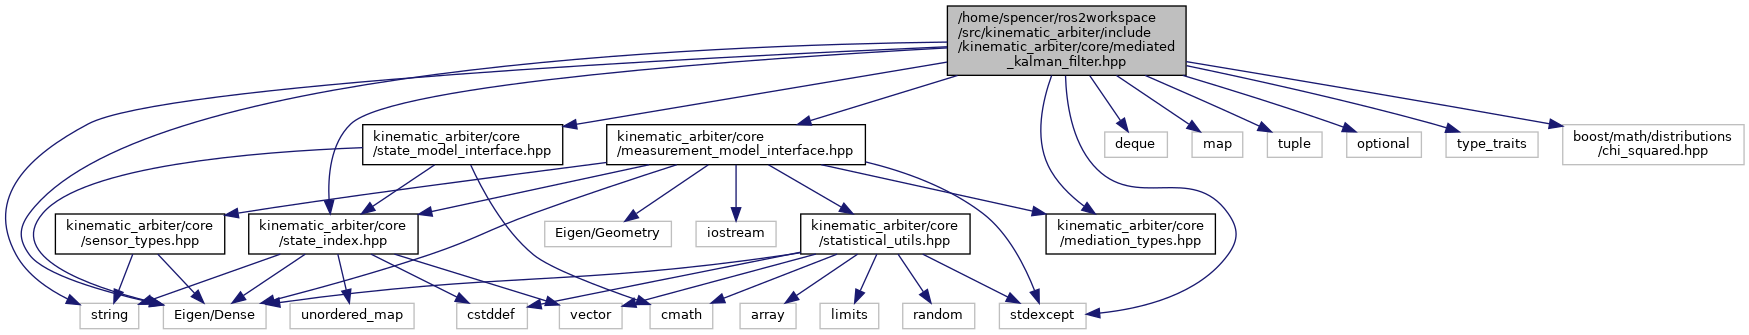 /home/spencer/ros2workspace
/src/kinematic_arbiter/include
/kinematic_arbiter/core/mediated
_kalman_filter.hpp
kinematic_arbiter/core
/state_model_interface.hpp
kinematic_arbiter/core
/measurement_model_interface.hpp
deque
map
tuple
optional
type_traits
boost/math/distributions
/chi_squared.hpp
kinematic_arbiter/core
/sensor_types.hpp
kinematic_arbiter/core
/state_index.hpp
Eigen/Geometry
iostream
kinematic_arbiter/core
/statistical_utils.hpp
kinematic_arbiter/core
/mediation_types.hpp
string
Eigen/Dense
unordered_map
cstddef
vector
cmath
array
limits
random
stdexcept